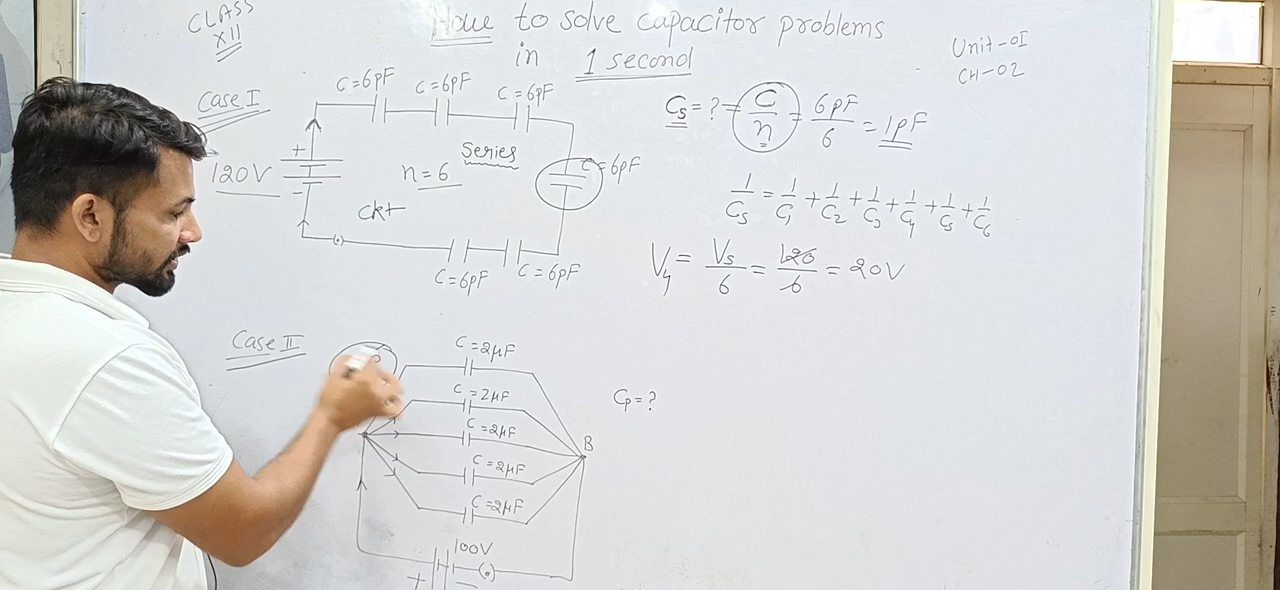 CLASS
XII
How to solve capacitor problems
in 1 second
Unit-01
CH-02
Case I
C=6pF
C=6pF
C=6pF
C=6pF
C=6pF
C=6pF
120V
+
-
n=6
Series
Ckt
Cs = ? = C/n = 6pF/6 = 1pF
1/Cs = 1/C1 + 1/C2 + 1/C3 + 1/C4 + 1/C5 + 1/C6
V4 = Vs/6 = 120/6 = 20V
Case II
C=2μF
C=2μF
C=2μF
C=2μF
C=2μF
B
100V
+
-
Cp = ?